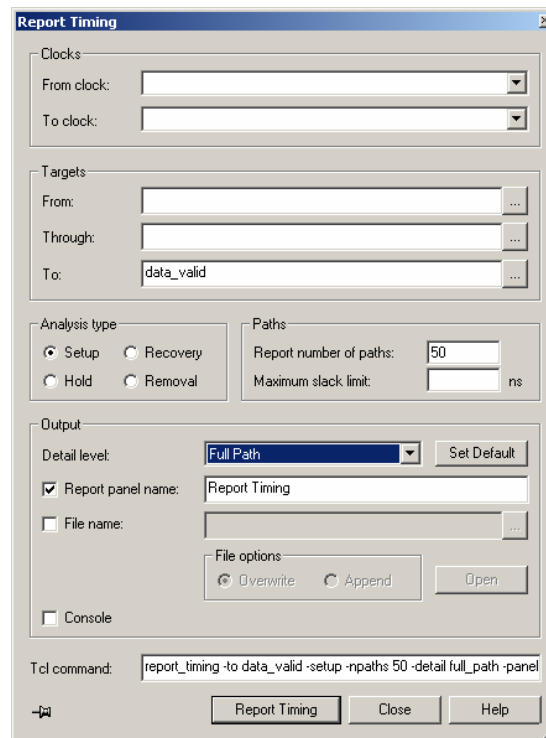 Report Timing
Clocks
From clock:
To clock:
Targets
From:
...
Through:
...
To:
data_valid
...
Analysis type
Setup
Recovery
Hold
Removal
Paths
Report number of paths:
50
Maximum slack limit:
ns
Output
Detail level:
Full Path
Set Default
Report panel name:
Report Timing
File name:
...
File options
Overwrite
Append
Open
Console
Tcl command:
report_timing -to data_valid -setup -npaths 50 -detail full_path -panel
Report Timing
Close
Help